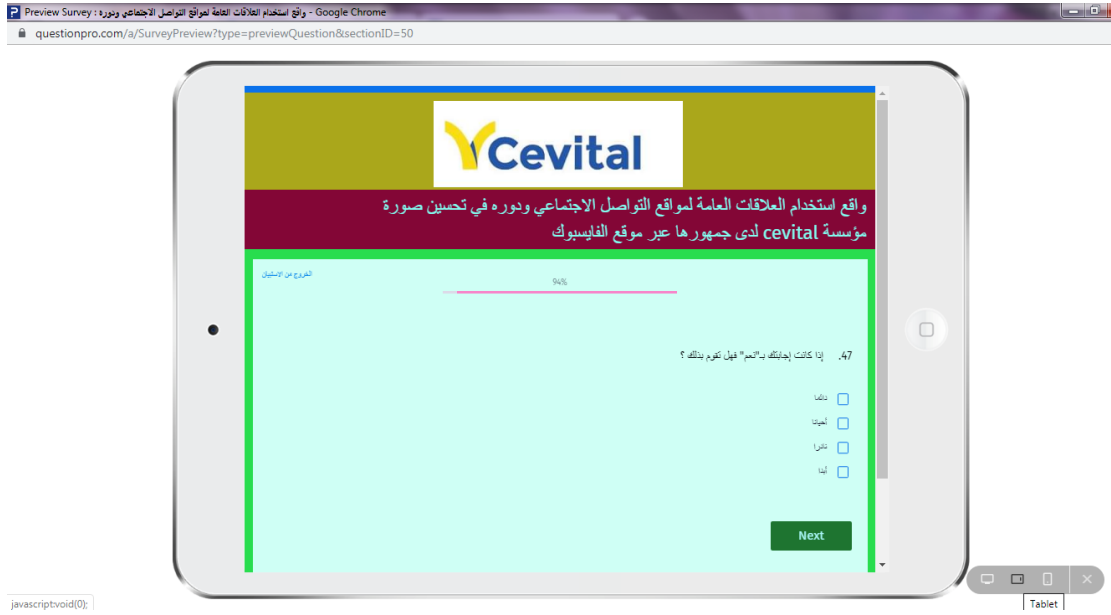 Preview Survey : واقع استخدام العلاقات العامة لمواقع التواصل الاجتماعي ودوره - Google Chrome
questionpro.com/a/SurveyPreview?type=previewQuestion&sectionID=50
Cevital
واقع استخدام العلاقات العامة لمواقع التواصل الاجتماعي ودوره في تحسين صورة
مؤسسة cevital لدى جمهورها عبر موقع الفايسبوك
الخروج من الاستبيان
94%
47. إذا كانت إجابتك بـ"نعم" فهل تقوم بذلك ؟
دائما
أحيانا
نادرا
أبدا
Next
Tablet
javascript:void(0);